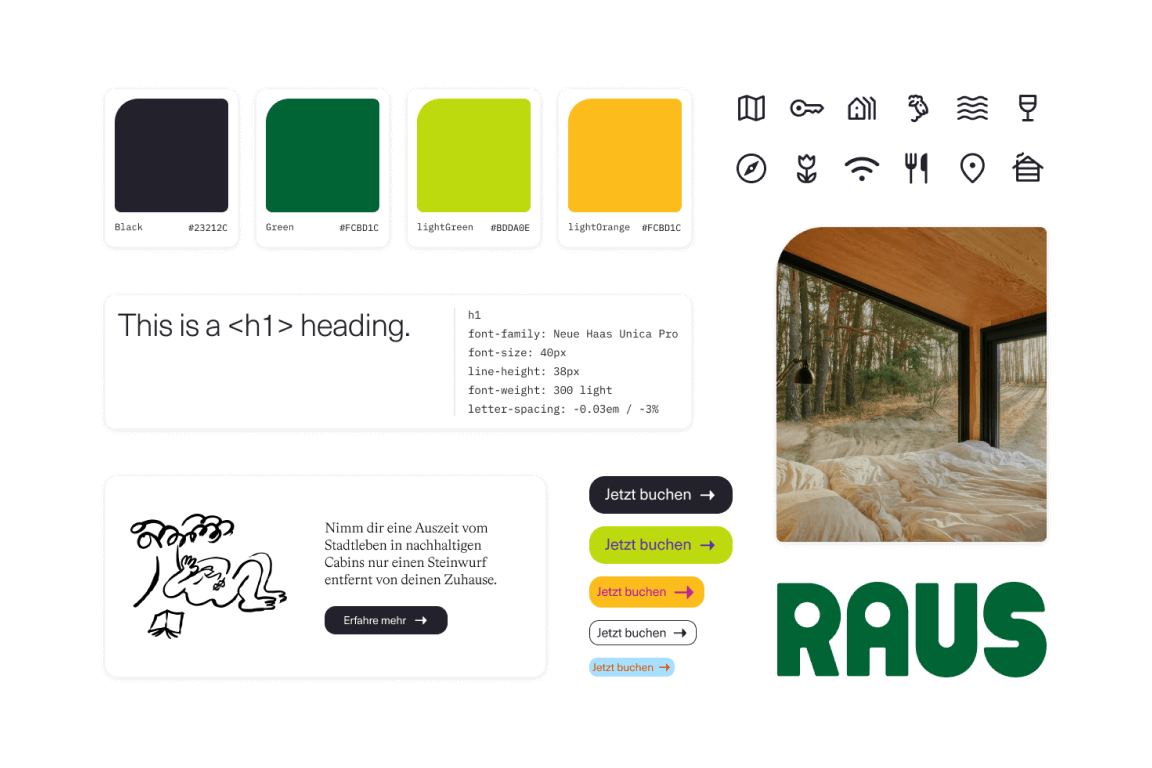 Black #23212C
Green #FCBD1C
lightGreen #BDDA0E
lightOrange #FCBD1C
This is a <h1> heading.
h1
font-family: Neue Haas Unica Pro
font-size: 40px
line-height: 38px
font-weight: 300 light
letter-spacing: -0.03em / -3%
Nimm dir eine Auszeit vom
Stadtleben in nachhaltigen
Cabins nur einen Steinwurf
entfernt von deinen Zuhause.
Erfahre mehr →
Jetzt buchen →
Jetzt buchen →
Jetzt buchen →
Jetzt buchen →
Jetzt buchen →
RAUS